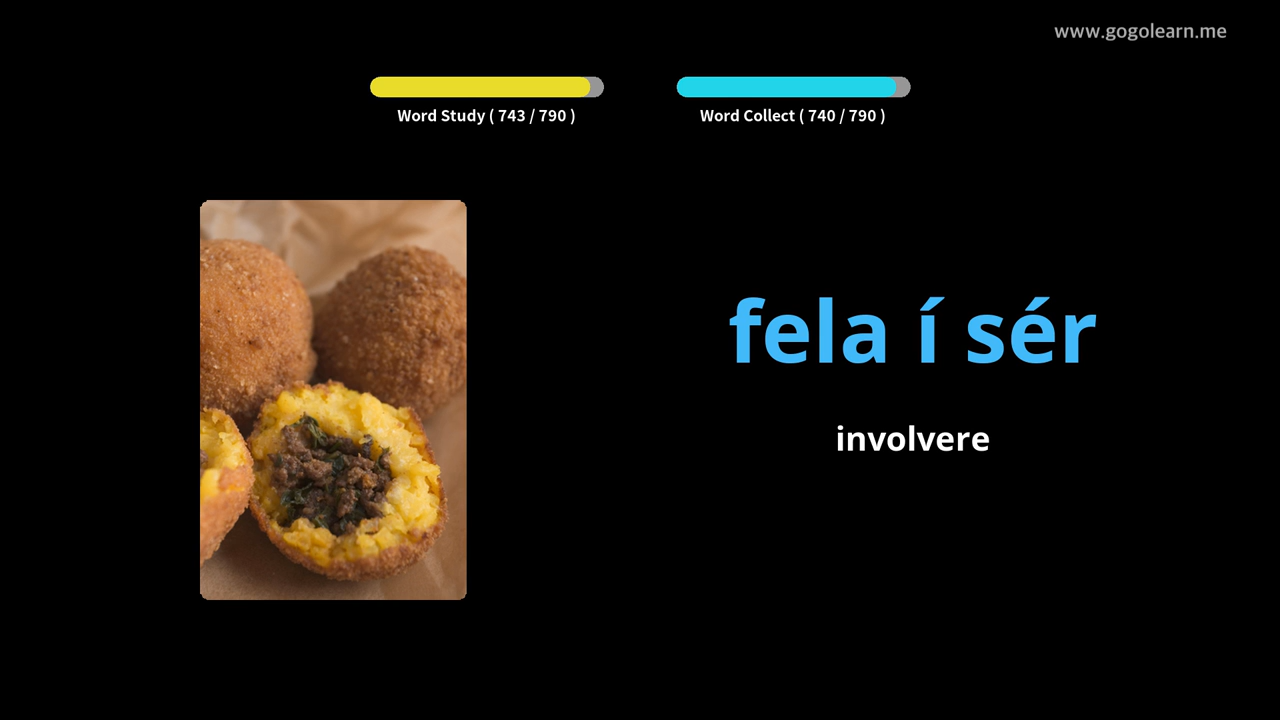 www.gogolearn.me
Word Study ( 743 / 790 )
Word Collect ( 740 / 790 )
fela í sér
involvere